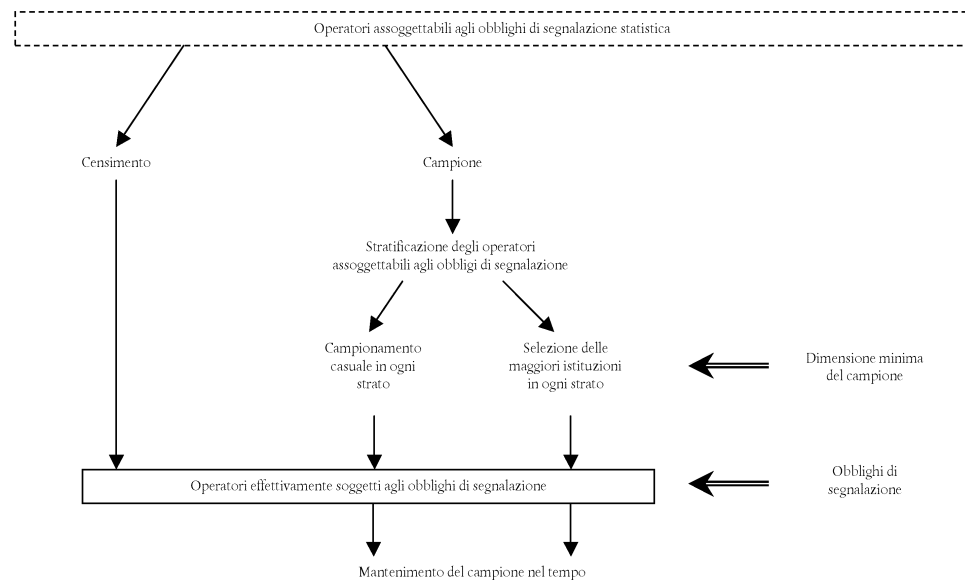 Operatori assoggettabili agli obblighi di segnalazione statistica
Censimento
Campione
Stratificazione degli operatori
assoggettabili agli obbligi di segnalazione
Campionamento
casuale in ogni
strato
Selezione delle
maggiori istituzioni
in ogni strato
Dimensione minima
del campione
Operatori effettivamente soggetti agli obblighi di segnalazione
Obblighi di
segnalazione
Mantenimento del campione nel tempo